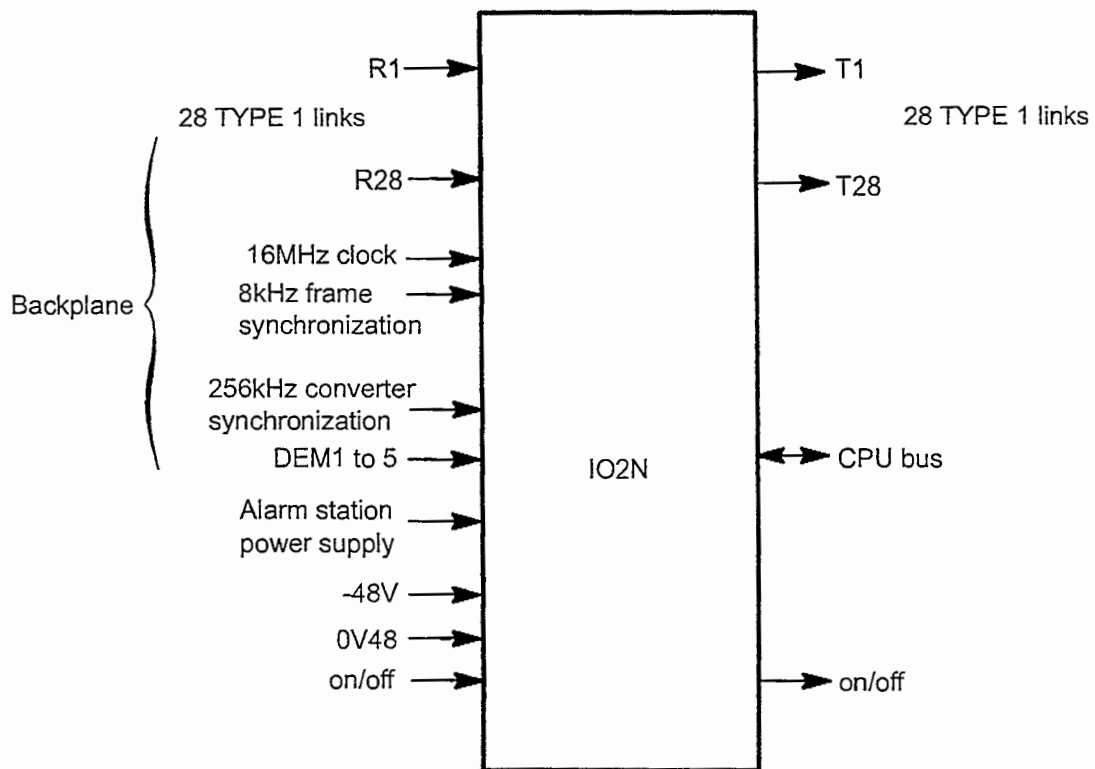 R1
T1
28 TYPE 1 links
28 TYPE 1 links
R28
T28
16MHz clock
8kHz frame
synchronization
Backplane
256kHz converter
synchronization
DEM1 to 5
IO2N
CPU bus
Alarm station
power supply
-48V
0V48
on/off
on/off